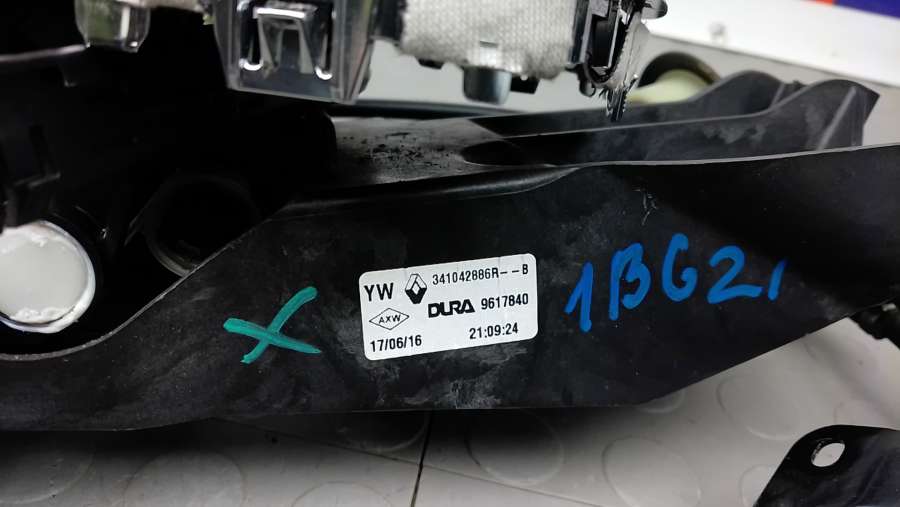 YW 341042886R--B
DURA 9617840
AXW
17/06/16 21:09:24
X
1BG21